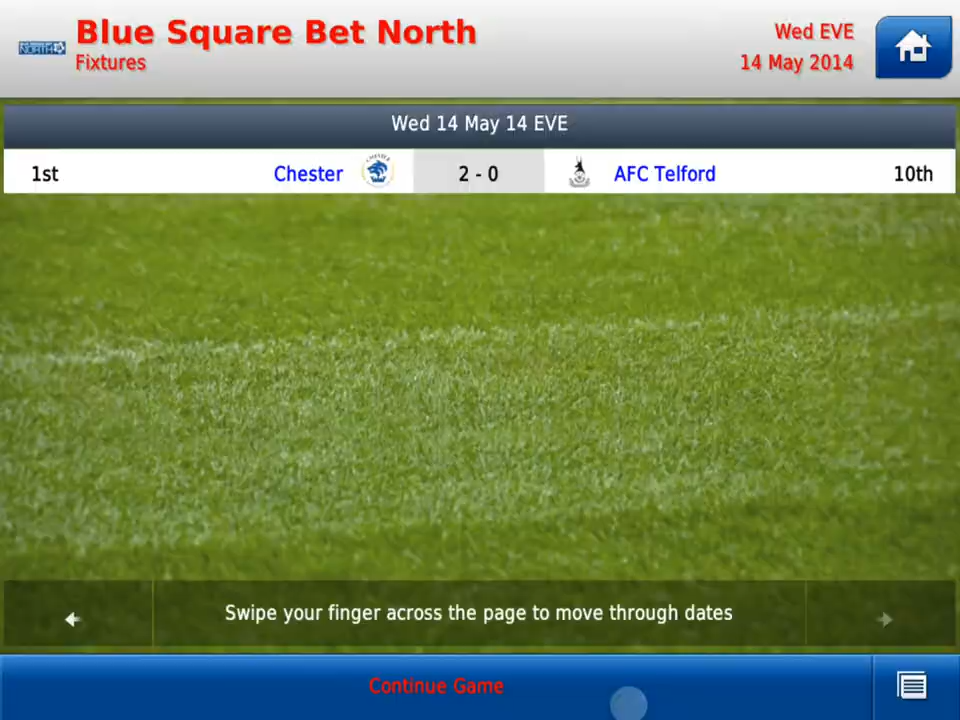 Blue Square Bet North
Fixtures
Wed EVE
14 May 2014
Wed 14 May 14 EVE
1st Chester 2 - 0 AFC Telford 10th
Swipe your finger across the page to move through dates
Continue Game